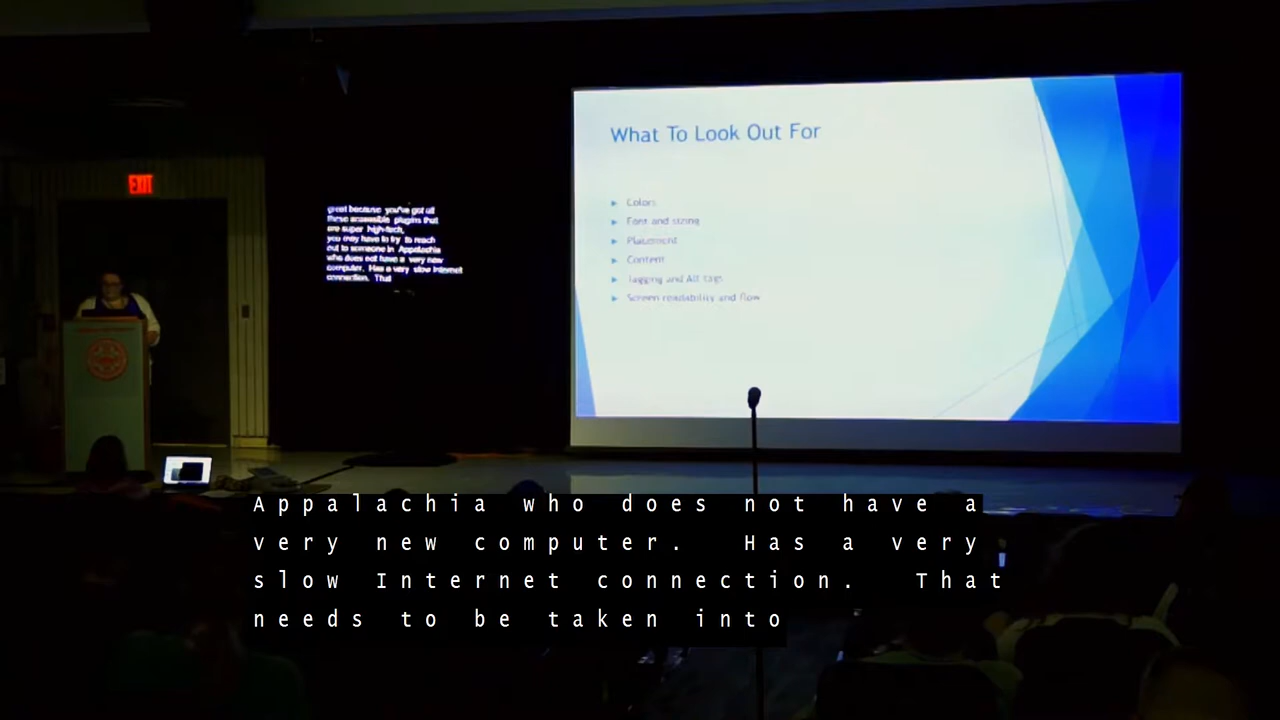 EXIT
great because you've got all
these accessible plugins that
are super high-tech,
you may have to try to reach
out to someone in Appalachia
who does not have a very new
computer. Has a very slow Internet
connection. That
What To Look Out For
Colors
Font and sizing
Placement
Content
Tagging and Alt tags
Screen readability and flow
Appalachia who does not have a
very new computer. Has a very
slow Internet connection. That
needs to be taken into